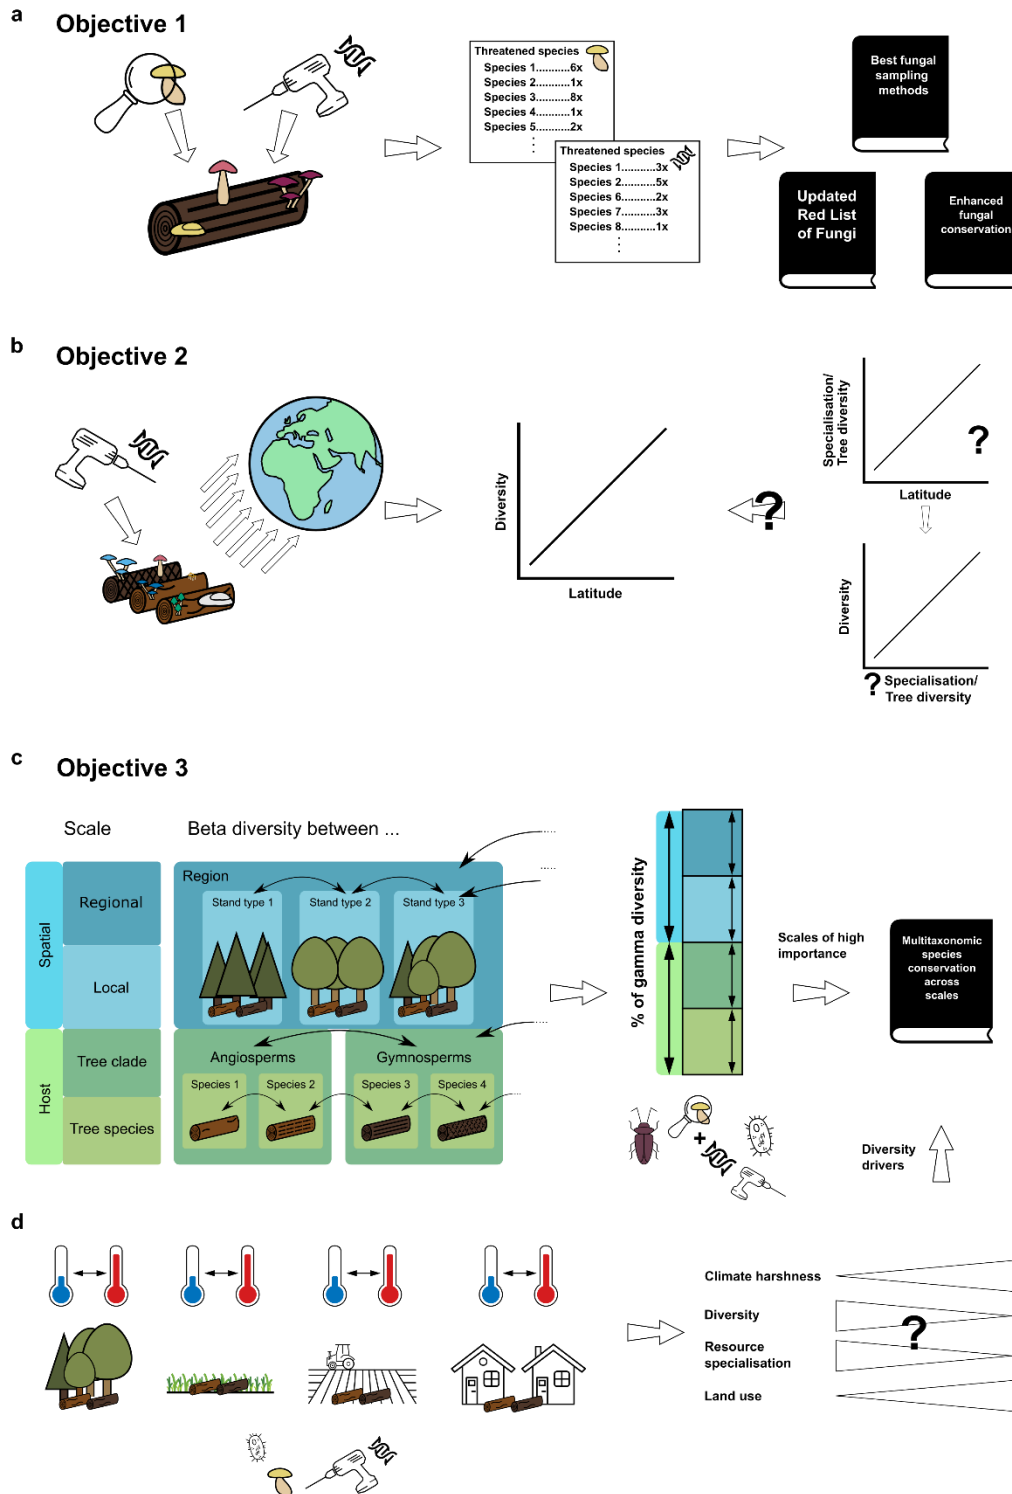 a
Objective 1
Threatened species
Species 1...........6x
Species 2...........1x
Species 3...........8x
Species 4...........1x
Species 5...........2x
Threatened species
Species 1...........3x
Species 2...........5x
Species 6...........2x
Species 7...........3x
Species 8...........1x
Best fungal
sampling
methods
Updated
Red List
of Fungi
Enhanced
fungal
conservation
b
Objective 2
Diversity
Latitude
?
Specialisation/
Tree diversity
?
Latitude
Diversity
? Specialisation/
Tree diversity
c
Objective 3
Scale
Beta diversity between ...
Spatial
Regional
Local
Host
Tree clade
Tree species
Region
Stand type 1
Stand type 2
Stand type 3
Angiosperms
Gymnosperms
Species 1
Species 2
Species 3
Species 4
% of gamma diversity
+
Scales of high
importance
Multitaxonomic
species
conservation
across
scales
Diversity
drivers
d
Climate harshness
Diversity
?
Resource
specialisation
Land use